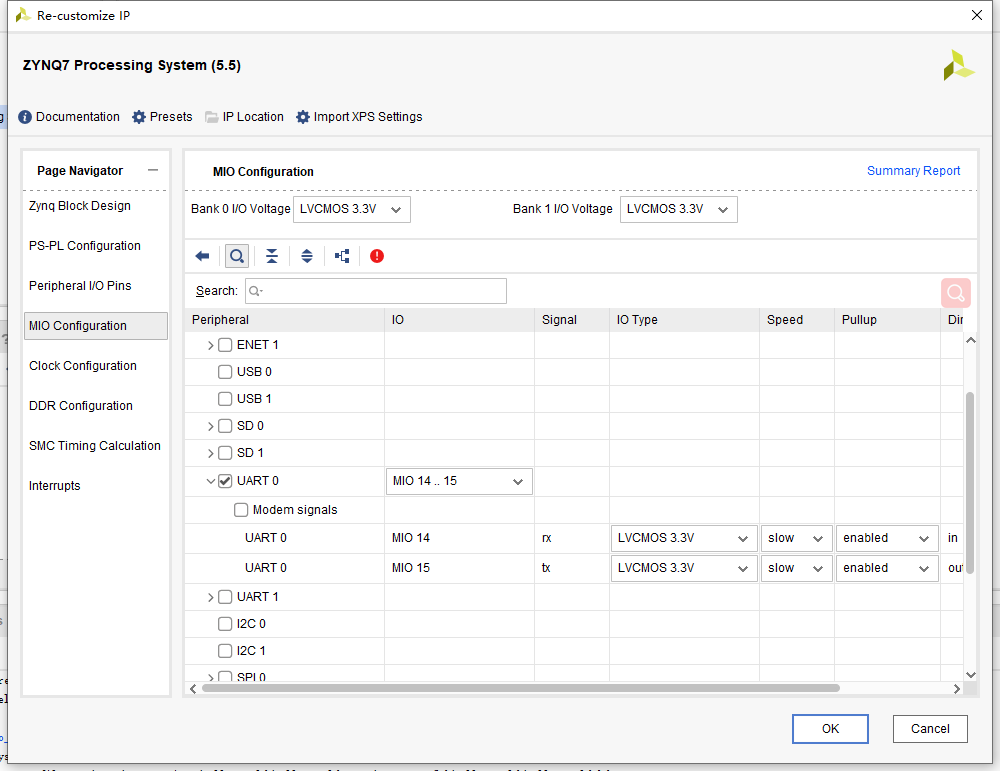 Re-customize IP
ZYNQ7 Processing System (5.5)
Documentation Presets IP Location Import XPS Settings
Page Navigator
Zynq Block Design
PS-PL Configuration
Peripheral I/O Pins
MIO Configuration
Clock Configuration
DDR Configuration
SMC Timing Calculation
Interrupts
MIO Configuration Summary Report
Bank 0 I/O Voltage LVCMOS 3.3V Bank 1 I/O Voltage LVCMOS 3.3V
Search:
Peripheral IO Signal IO Type Speed Pullup Dir
ENET 1
USB 0
USB 1
SD 0
SD 1
UART 0 MIO 14 .. 15
Modem signals
UART 0 MIO 14 rx LVCMOS 3.3V slow enabled in
UART 0 MIO 15 tx LVCMOS 3.3V slow enabled out
UART 1
I2C 0
I2C 1
SPI 0
OK Cancel